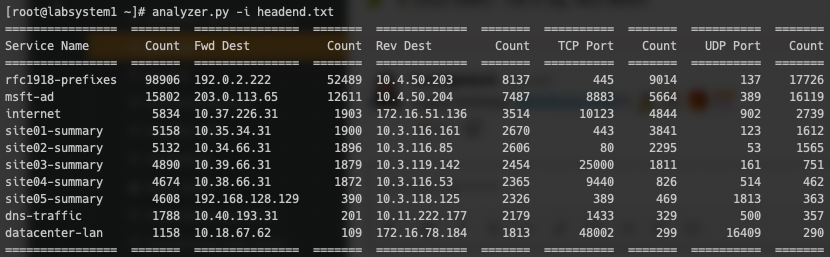 [root@labsystem1 ~]# analyzer.py -i headend.txt
================ ======= =============== ======= =============== ======= ========== ======= ========== =======
Service Name Count Fwd Dest Count Rev Dest Count TCP Port Count UDP Port Count
================ ======= =============== ======= =============== ======= ========== ======= ========== =======
rfc1918-prefixes 98906 192.0.2.222 52489 10.4.50.203 8137 445 9014 137 17726
msft-ad 15802 203.0.113.65 12611 10.4.50.204 7487 8883 5664 389 16119
internet 5834 10.37.226.31 1903 172.16.51.136 3514 10123 4844 902 2739
site01-summary 5158 10.35.34.31 1900 10.3.116.161 2670 443 3841 123 1612
site02-summary 5132 10.34.66.31 1896 10.3.116.85 2606 80 2295 53 1565
site03-summary 4890 10.39.66.31 1879 10.3.119.142 2454 25000 1811 161 751
site04-summary 4674 10.38.66.31 1872 10.3.116.53 2365 9440 826 514 462
site05-summary 4608 192.168.128.129 390 10.3.118.125 2326 389 469 1813 363
dns-traffic 1788 10.40.193.31 201 10.11.222.177 2179 1433 329 500 357
datacenter-lan 1158 10.18.67.62 109 172.16.78.184 1813 48002 299 16409 290
================ ======= =============== ======= =============== ======= ========== ======= ========== =======